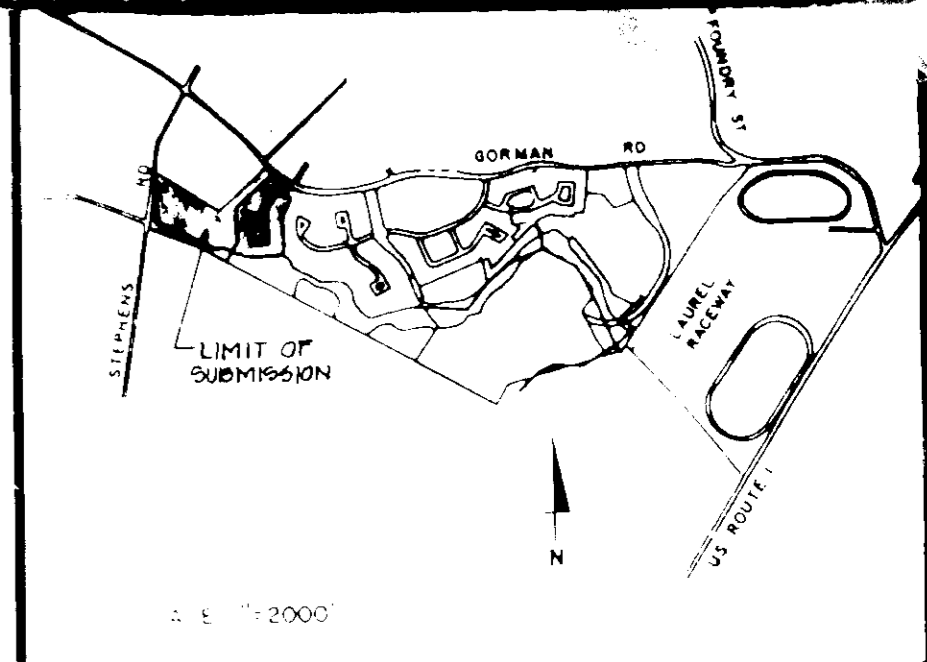 FOUNDRY ST
GORMAN RD
RD
STEPHENS
LIMIT OF
SUBMISSION
LAUREL
RACEWAY
N
US ROUTE 1
"=2000'